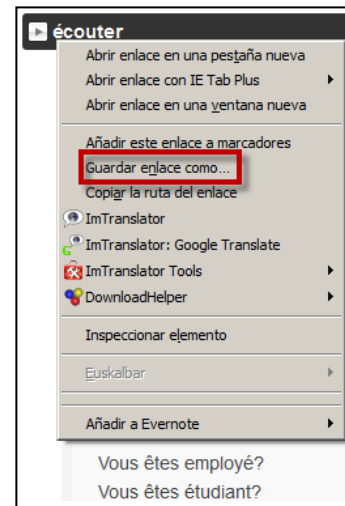 écouter
Abrir enlace en una pestaña nueva
Abrir enlace con IE Tab Plus
Abrir enlace en una ventana nueva
Añadir este enlace a marcadores
Guardar enlace como...
Copiar la ruta del enlace
ImTranslator
ImTranslator: Google Translate
ImTranslator Tools
DownloadHelper
Inspeccionar elemento
Euskalbar
Añadir a Evernote
Vous êtes employé?
Vous êtes étudiant?